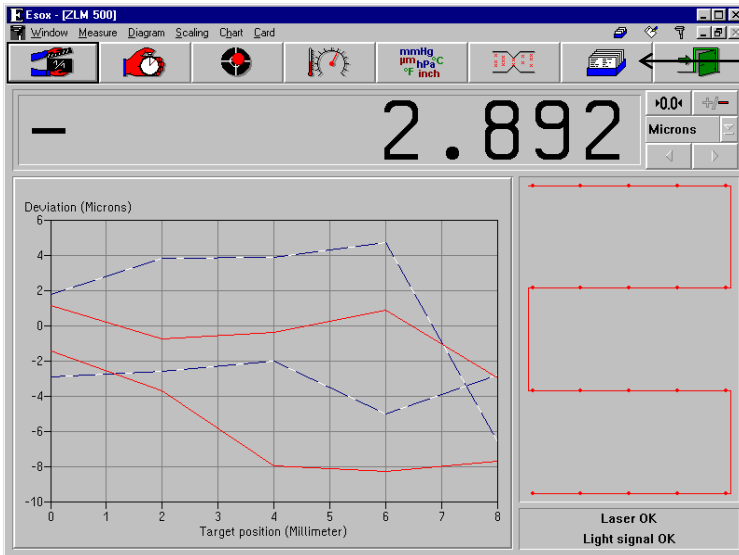 Esox - [ZLM 500]
Window Measure Diagram Scaling Chart Card
1/4
mmHg
µm hPa °C
°F inch
0.0 +/-
- 2.892
Microns
Deviation (Microns)
6
4
2
0
-2
-4
-6
-8
-10
0 1 2 3 4 5 6 7 8
Target position (Millimeter)
Laser OK
Light signal OK